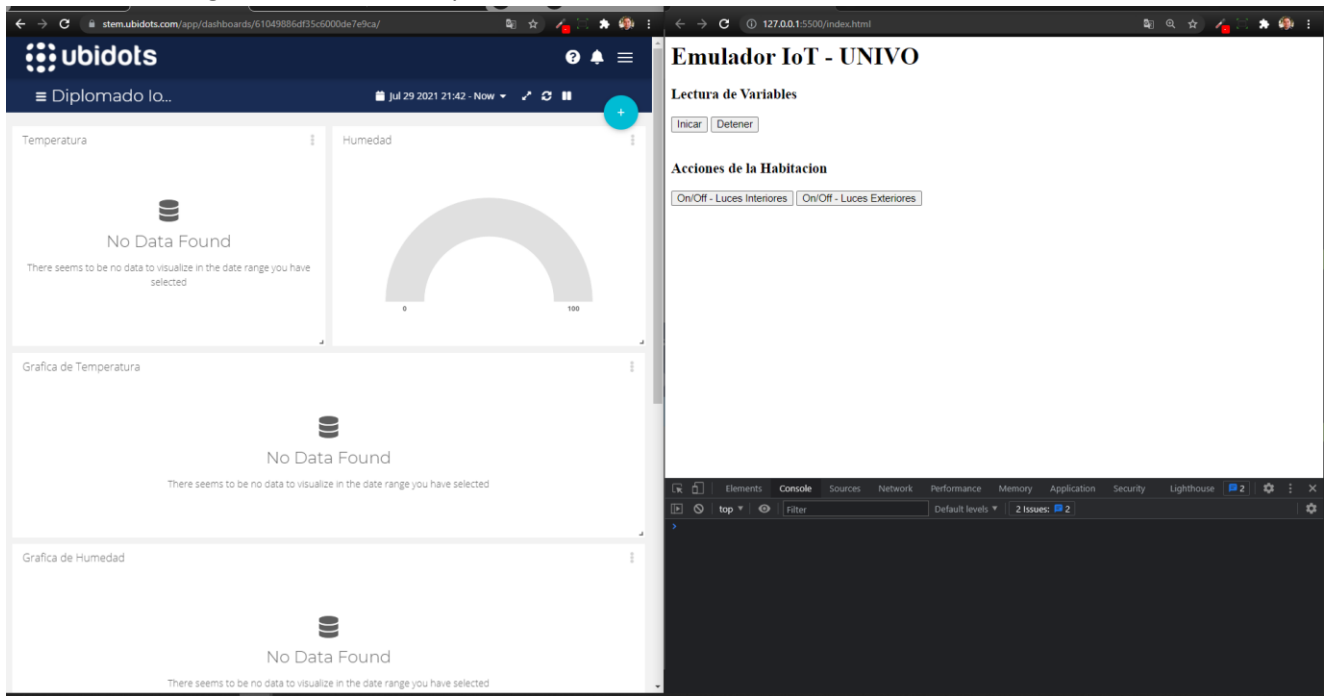 stem.ubidots.com/app/dashboards/61049886df35c6000de7e9ca/
ubidots
Diplomado Io...
Jul 29 2021 21:42 - Now
+
Temperatura
No Data Found
There seems to be no data to visualize in the date range you have
selected
Humedad
0
100
Grafica de Temperatura
No Data Found
There seems to be no data to visualize in the date range you have selected
Grafica de Humedad
No Data Found
There seems to be no data to visualize in the date range you have selected
127.0.0.1:5500/index.html
Emulador IoT - UNIVO
Lectura de Variables
Inicar Detener
Acciones de la Habitacion
On/Off - Luces Interiores On/Off - Luces Exteriores
Elements Console Sources Network Performance Memory Application Security Lighthouse 2
top Filter Default levels 2 Issues: 2